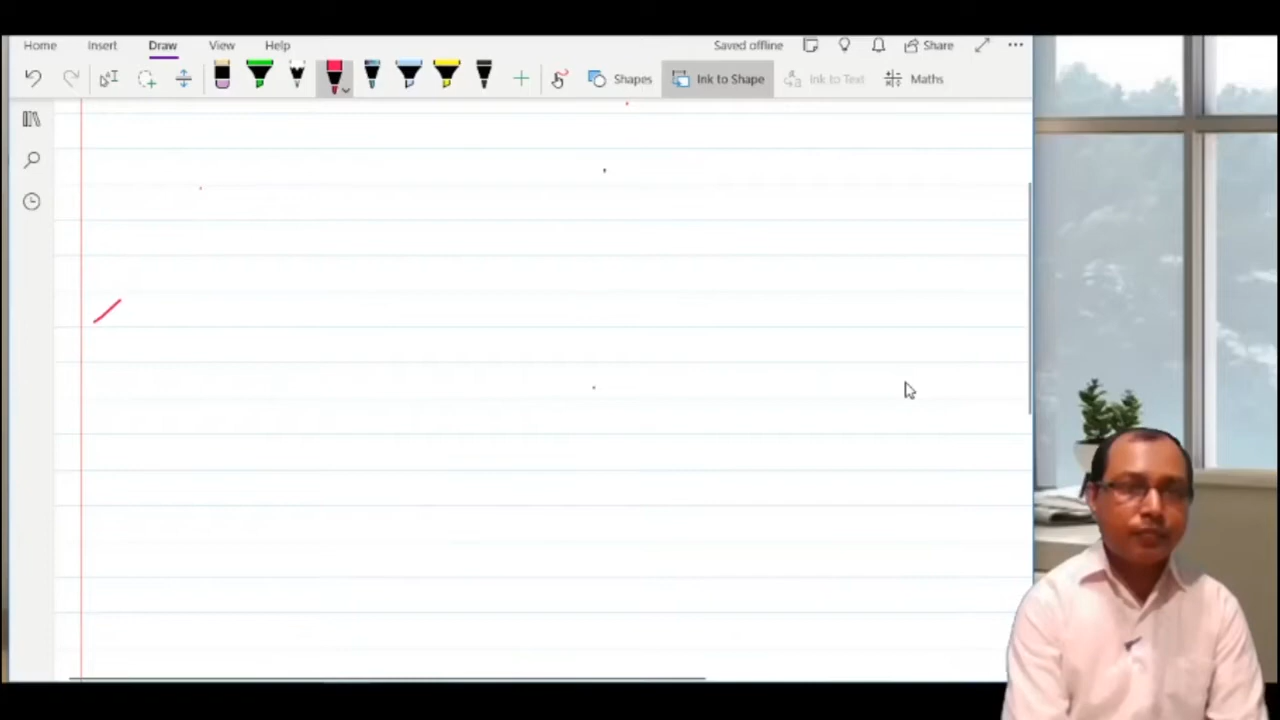 Home Insert Draw View Help Saved offline Share
Shapes Ink to Shape Ink to Text Maths